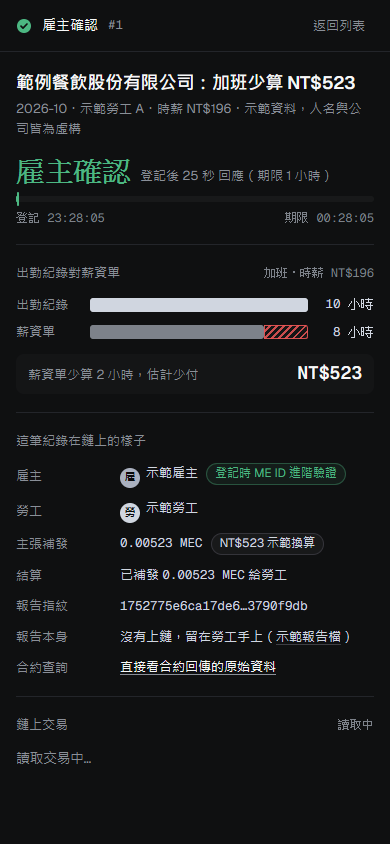 雇主確認 #1 返回列表
範例餐飲股份有限公司：加班少算 NT$523
2026-10・示範勞工 A・時薪 NT$196・示範資料，人名與公
司皆為虛構
雇主確認 登記後 25 秒 回應（期限 1 小時）
登記 23:28:05 期限 00:28:05
出勤紀錄對薪資單 加班・時薪 NT$196
出勤紀錄 10 小時
薪資單 8 小時
薪資單少算 2 小時，估計少付 NT$523
這筆紀錄在鏈上的樣子
雇主 雇 示範雇主 登記時 ME ID 進階驗證
勞工 勞 示範勞工
主張補發 0.00523 MEC NT$523 示範換算
結算 已補發 0.00523 MEC 給勞工
報告指紋 1752775e6ca17de6…3790f9db
報告本身 沒有上鏈，留在勞工手上（示範報告檔）
合約查詢 直接看合約回傳的原始資料
鏈上交易 讀取中
讀取交易中…